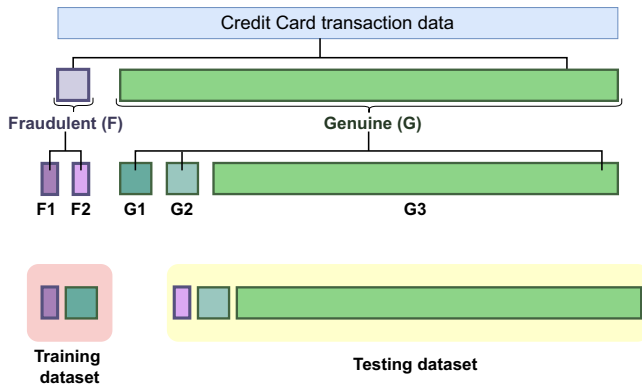 Credit Card transaction data
Fraudulent (F)
Genuine (G)
F1
F2
G1
G2
G3
Training
dataset
Testing dataset